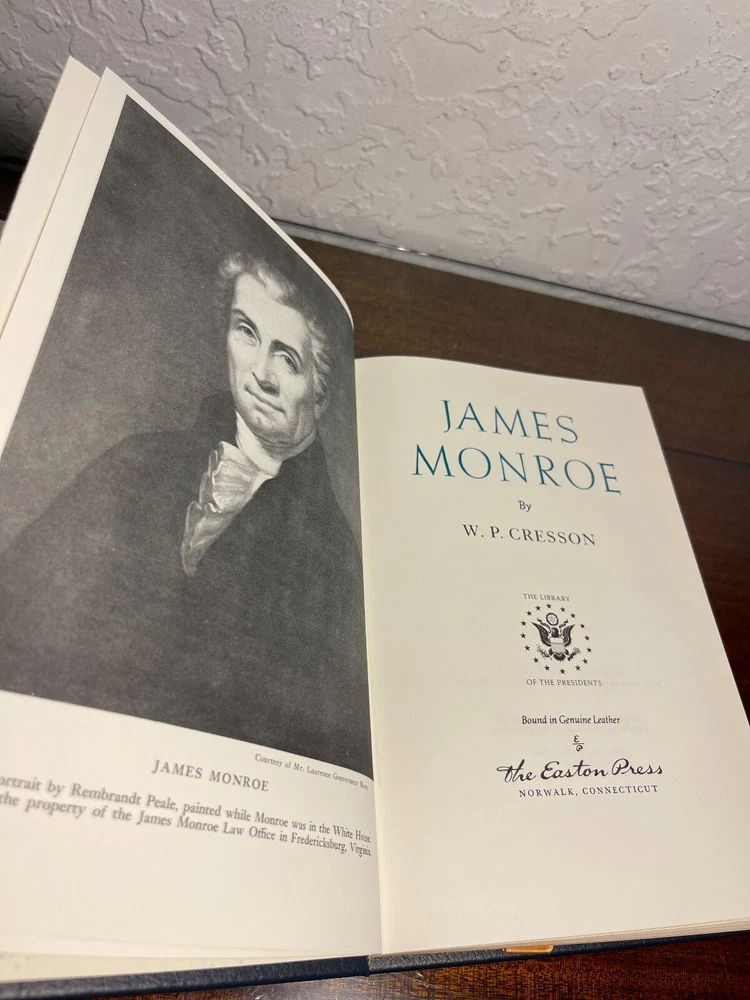 Courtesy of Mr. Laurence Gouverneur
JAMES MONROE
by Rembrandt Peale, painted while Monroe was in the White House.
the property of the James Monroe Law Office in Fredericksburg, Virginia.
JAMES
MONROE
By
W. P. CRESSON
THE LIBRARY
OF THE PRESIDENTS
Bound in Genuine Leather
E/P
The Easton Press
NORWALK, CONNECTICUT